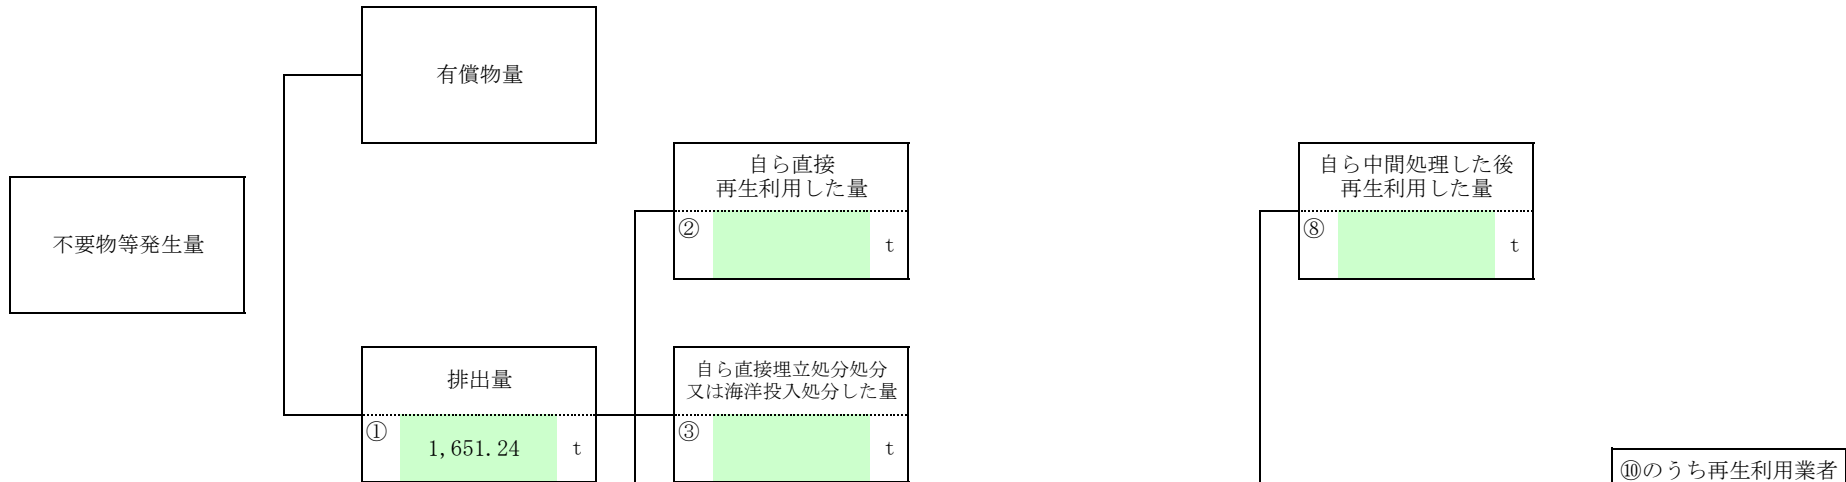 有償物量
自ら直接
再生利用した量
②
t
自ら中間処理した後
再生利用した量
⑧
t
不要物等発生量
排出量
①
1,651.24
t
自ら直接埋立処分処分
又は海洋投入処分した量
③
t
⑩のうち再生利用業者